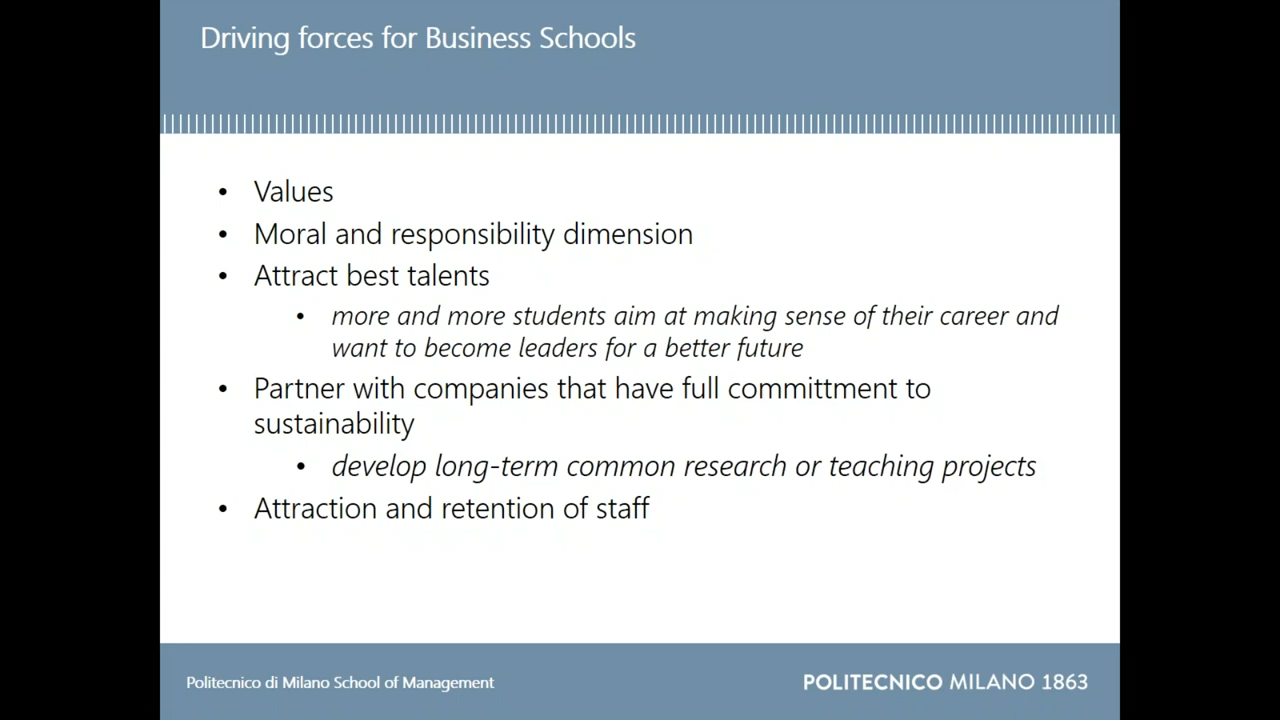 Driving forces for Business Schools
• Values
• Moral and responsibility dimension
• Attract best talents
• more and more students aim at making sense of their career and
want to become leaders for a better future
• Partner with companies that have full committment to
sustainability
• develop long-term common research or teaching projects
• Attraction and retention of staff
Politecnico di Milano School of Management
POLITECNICO MILANO 1863